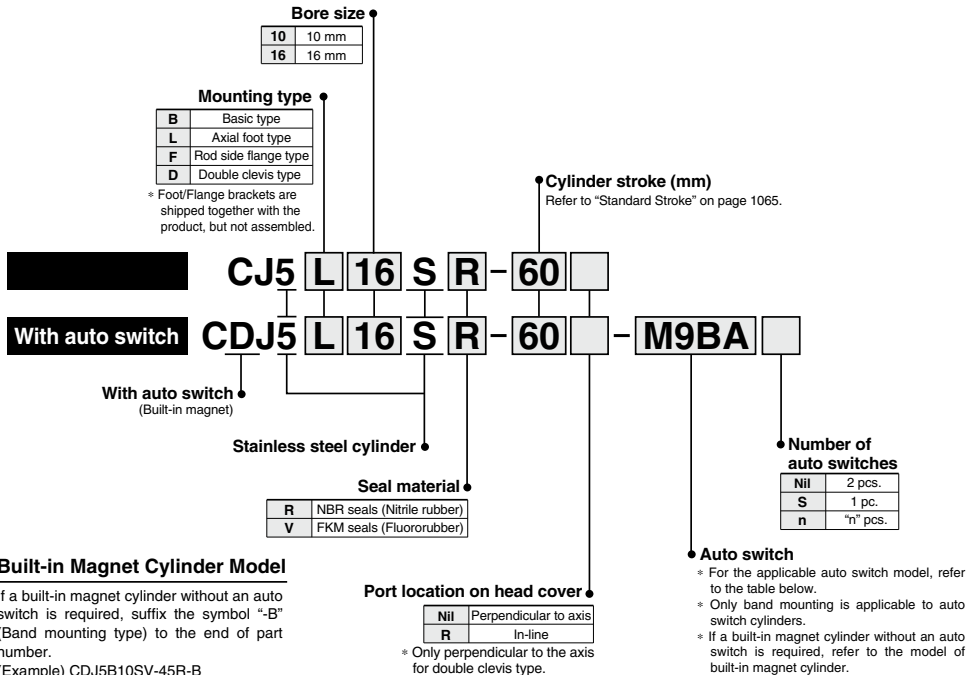 Bore size
10 10 mm
16 16 mm
Mounting type
B Basic type
L Axial foot type
F Rod side flange type
D Double clevis type
* Foot/Flange brackets are
shipped together with the
product, but not assembled.
Cylinder stroke (mm)
Refer to “Standard Stroke” on page 1065.
CJ5 L 16 S R - 60
With auto switch CDJ5 L 16 S R - 60 - M9BA
With auto switch
(Built-in magnet)
Stainless steel cylinder
Seal material
R NBR seals (Nitrile rubber)
V FKM seals (Fluororubber)
Number of
auto switches
Nil 2 pcs.
S 1 pc.
n “n” pcs.
Built-in Magnet Cylinder Model
If a built-in magnet cylinder without an auto
switch is required, suffix the symbol “-B”
(Band mounting type) to the end of part
number.
(Example) CDJ5B10SV-45R-B
Port location on head cover
Nil Perpendicular to axis
R In-line
* Only perpendicular to the axis
for double clevis type.
Auto switch
* For the applicable auto switch model, refer
to the table below.
* Only band mounting is applicable to auto
switch cylinders.
* If a built-in magnet cylinder without an auto
switch is required, refer to the model of
built-in magnet cylinder.